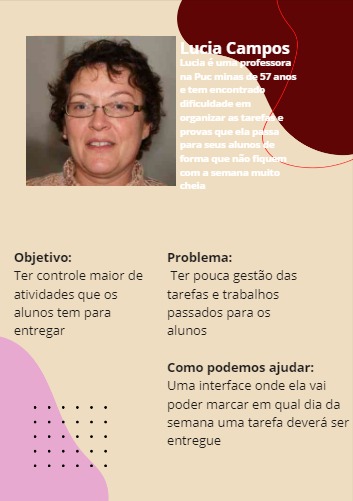 Lucia Campos
Lucia é uma professora
na Puc minas de 57 anos
e tem encontrado
dificuldade em
organizar as tarefas e
provas que ela passa
para seus alunos de
forma que não fiquem
com a semana muito
cheia
Objetivo:
Ter controle maior de
atividades que os
alunos tem para
entregar
Problema:
Ter pouca gestão das
tarefas e trabalhos
passados para os
alunos
Como podemos ajudar:
Uma interface onde ela vai
poder marcar em qual dia da
semana uma tarefa deverá ser
entregue